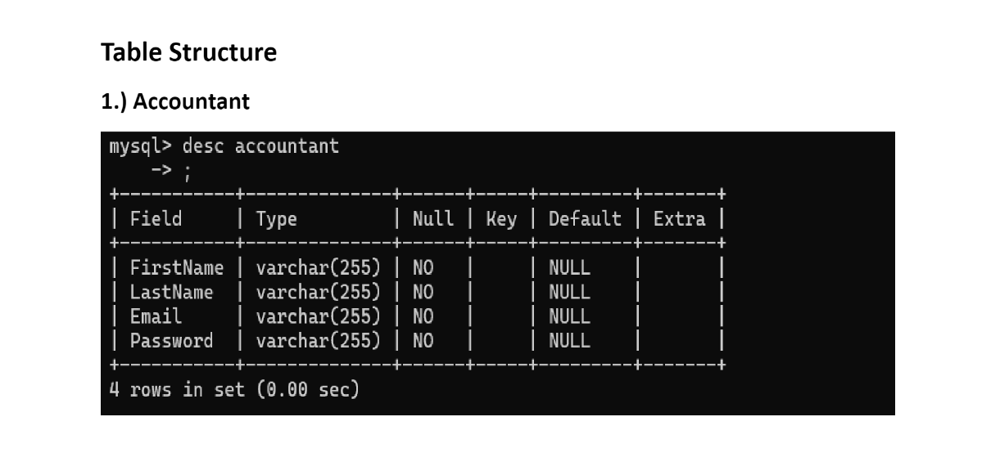 Table Structure
1.) Accountant
mysql> desc accountant
    -> ;
+-----------+--------------+------+-----+---------+-------+
| Field     | Type         | Null | Key | Default | Extra |
+-----------+--------------+------+-----+---------+-------+
| FirstName | varchar(255) | NO   |     | NULL    |       |
| LastName  | varchar(255) | NO   |     | NULL    |       |
| Email     | varchar(255) | NO   |     | NULL    |       |
| Password  | varchar(255) | NO   |     | NULL    |       |
+-----------+--------------+------+-----+---------+-------+
4 rows in set (0.00 sec)